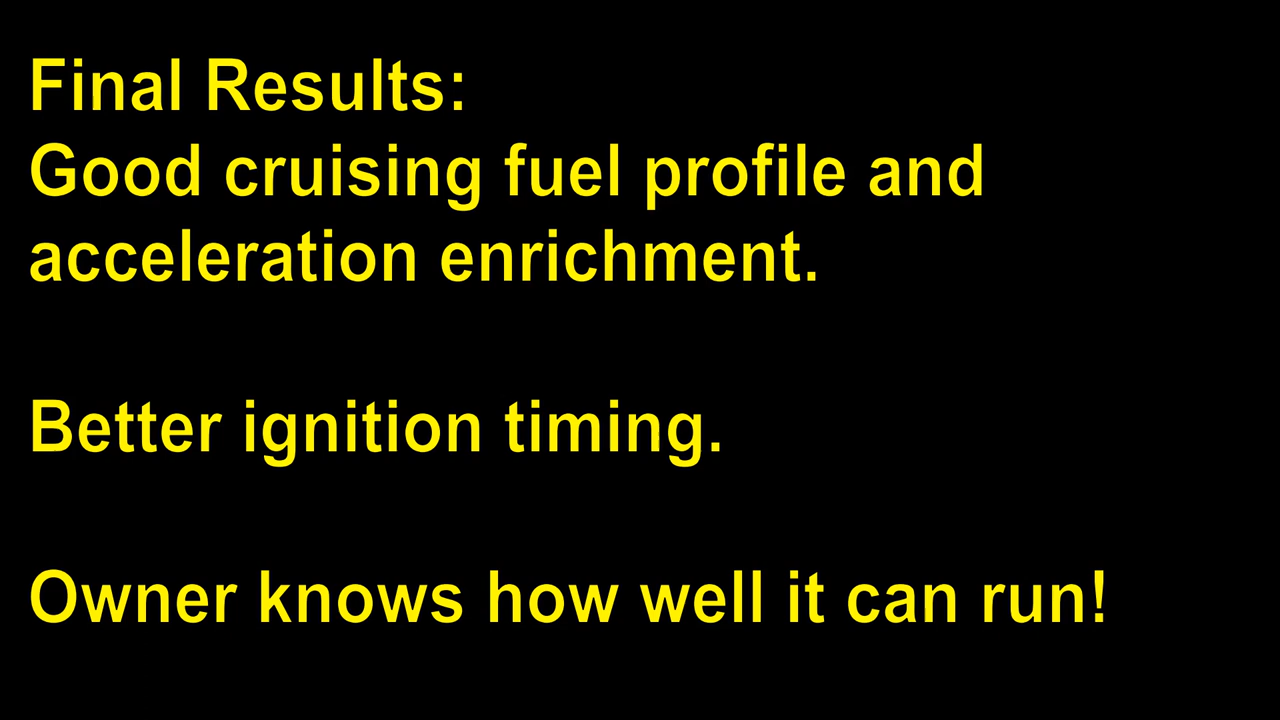 Final Results:
Good cruising fuel profile and
acceleration enrichment.
Better ignition timing.
Owner knows how well it can run!